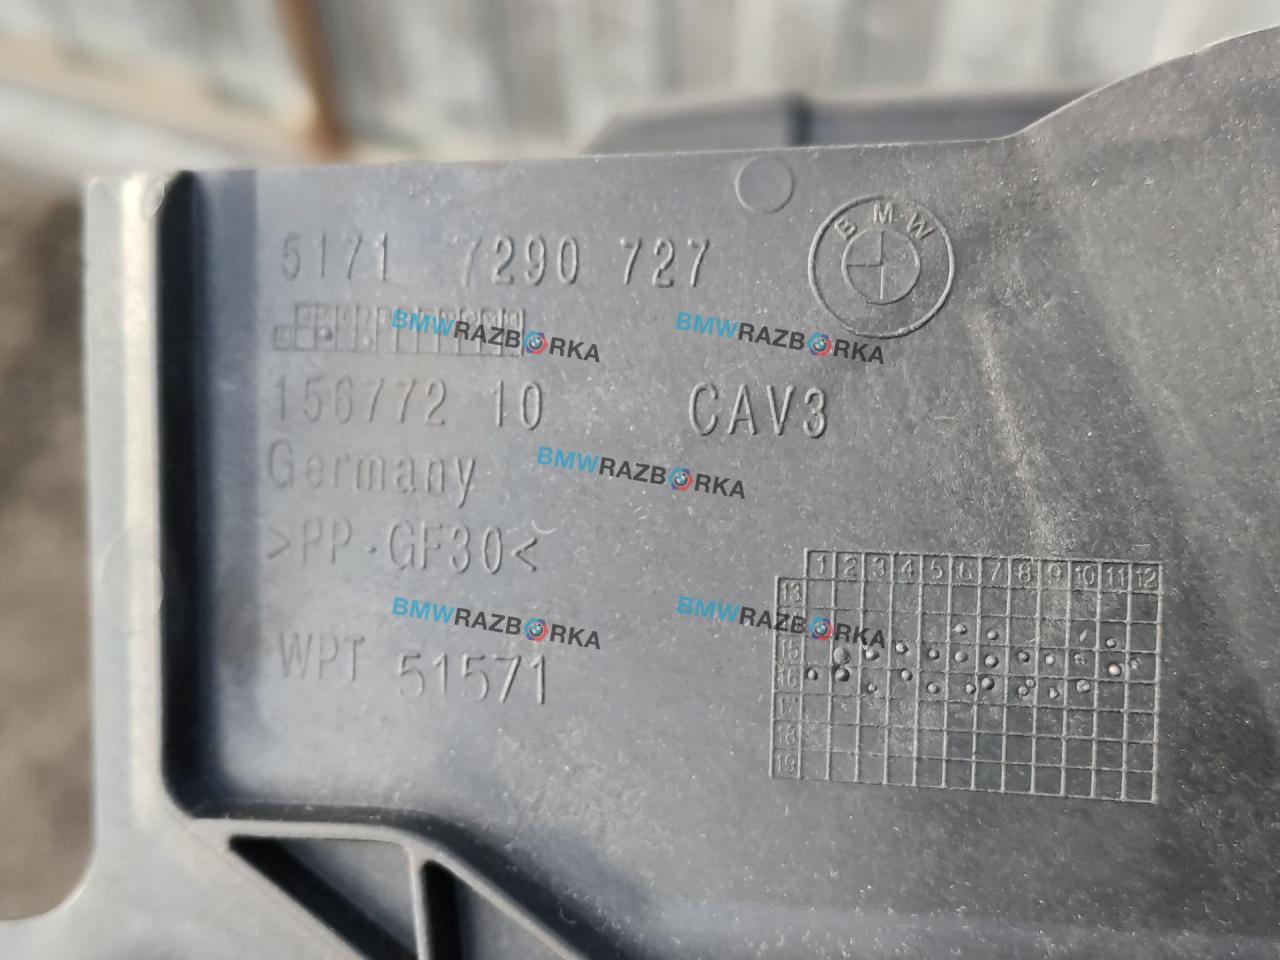 5171 7290 727
BMW
BMWRAZBORKA BMWRAZBORKA
156772 10 CAV3
Germany
BMWRAZBORKA
>PP-GF30<
1 2 3 4 5 6 7 8 9 10 11 12
13
BMWRAZBORKA BMWRAZBORKA
15
WPT 51571
16
18
19